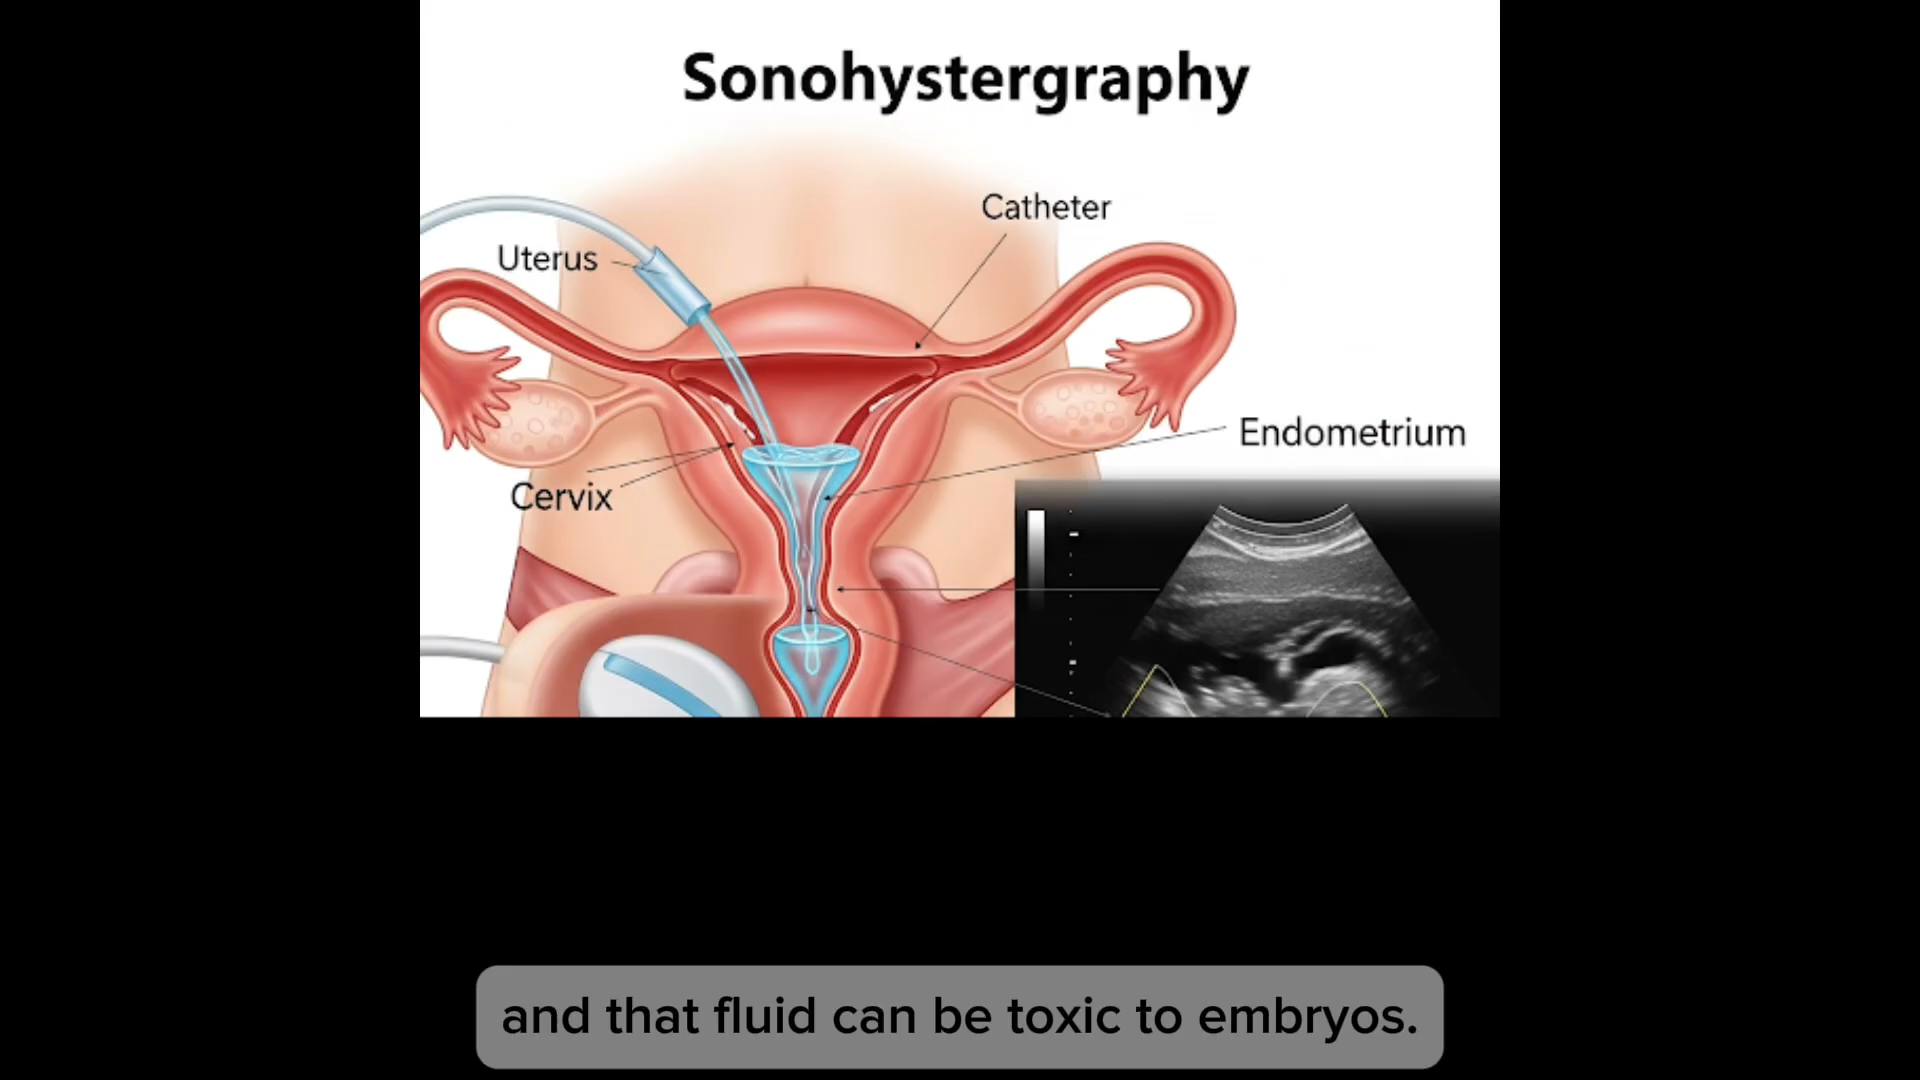 Sonohystergraphy
Catheter
Uterus
Endometrium
Cervix
and that fluid can be toxic to embryos.